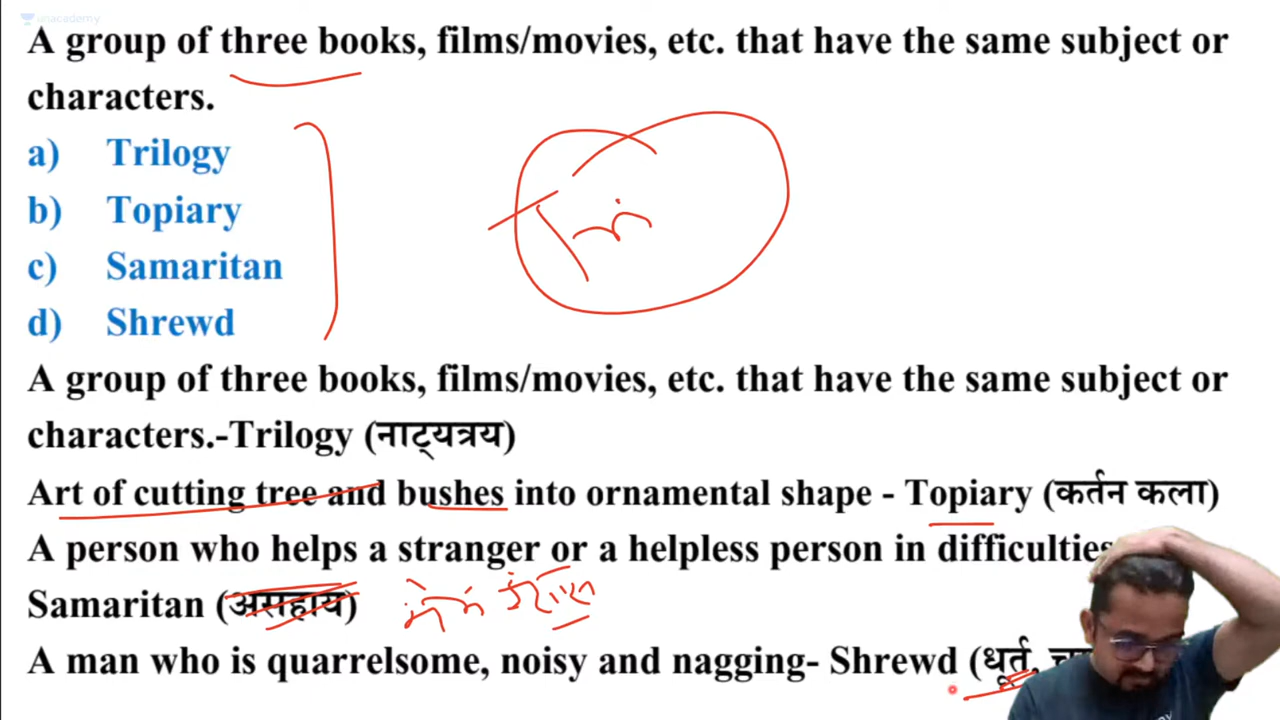 unacademy
A group of three books, films/movies, etc. that have the same subject or
characters.
a) Trilogy
b) Topiary
c) Samaritan
d) Shrewd
A group of three books, films/movies, etc. that have the same subject or
characters.-Trilogy (नाट्यत्रय)
Art of cutting tree and bushes into ornamental shape - Topiary (कर्तन कला)
A person who helps a stranger or a helpless person in difficulties
Samaritan (असहाय)
A man who is quarrelsome, noisy and nagging- Shrewd (धूर्त,